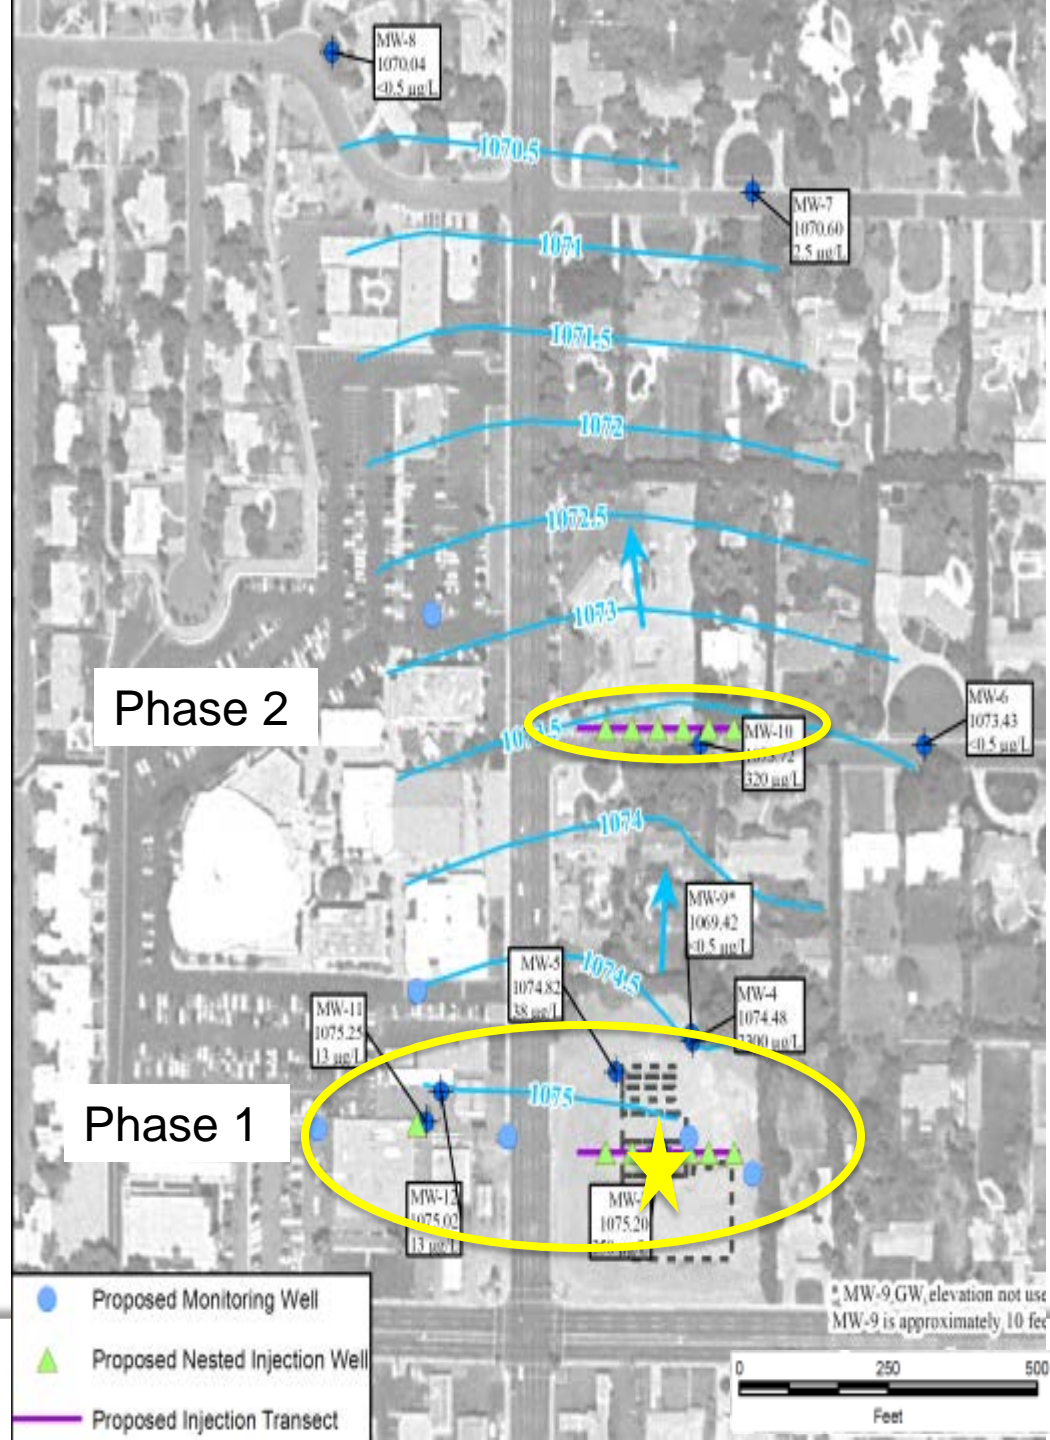 MW-8
1070.04
<0.5 µg/L
1070.5
MW-7
1070.60
2.5 µg/L
1071
1071.5
1072
1072.5
1073
Phase 2
MW-6
1073.43
<0.5 µg/L
MW-10
320 µg/L
1074
MW-9*
1069.42
<0.5 µg/L
MW-5
1074.82
38 µg/L
1074.5
MW-4
1074.48
µg/L
MW-11
1075.25
13 µg/L
1075
Phase 1
MW-12
1075.02
13 µg/L
MW-
1075.20
Proposed Monitoring Well
Proposed Nested Injection Well
Proposed Injection Transect
* MW-9 GW elevation not use
MW-9 is approximately 10 fee
0 250 500
Feet